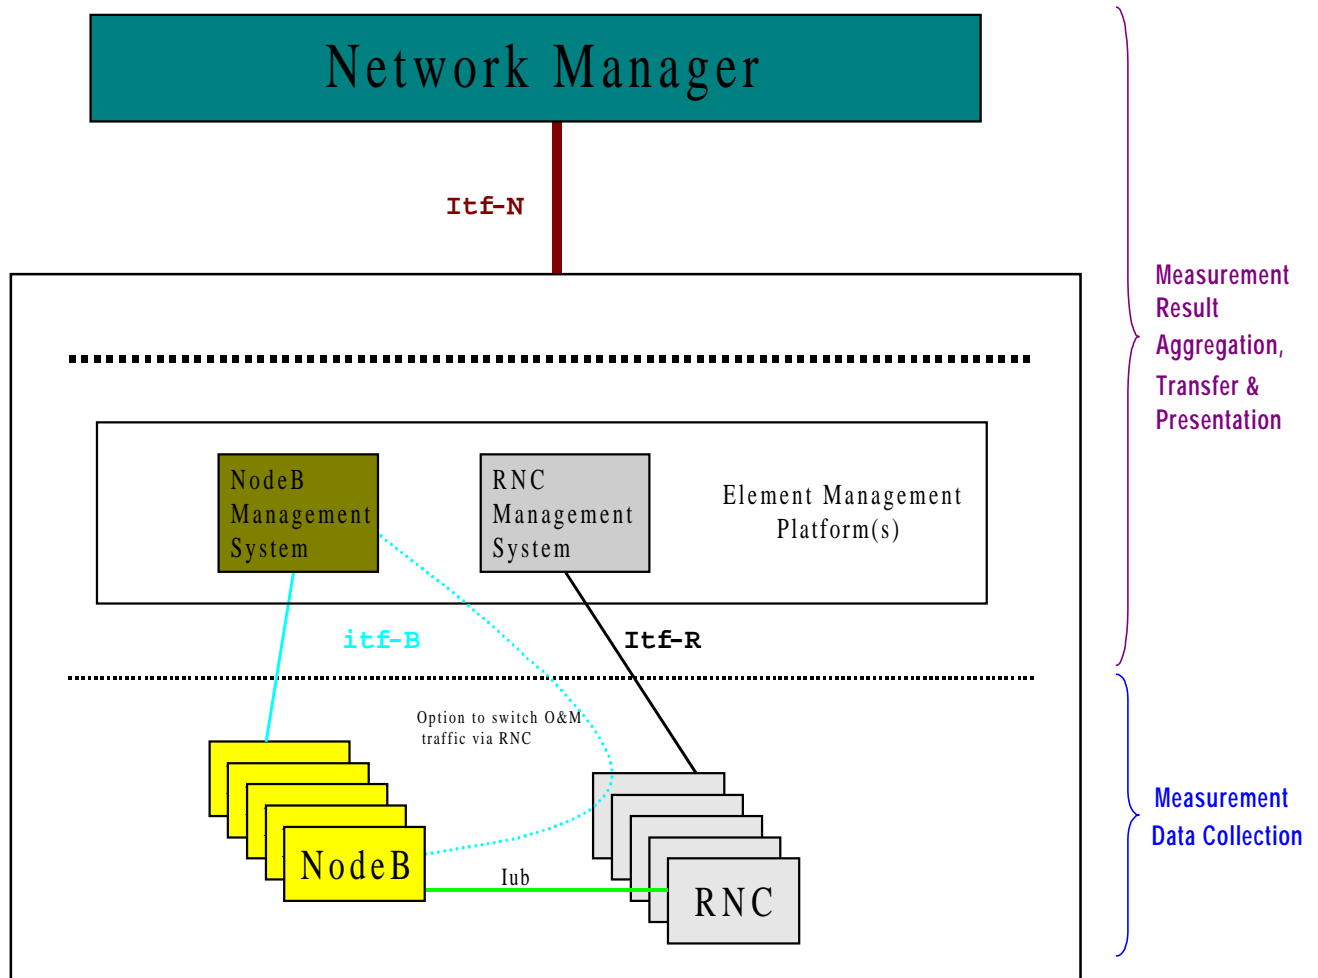 Network Manager
Itf-N
Measurement
Result
Aggregation,
Transfer &
Presentation
NodeB
Management
System
RNC
Management
System
Element Management
Platform(s)
itf-B
Itf-R
Option to switch O&M
traffic via RNC
Measurement
Data Collection
NodeB
Iub
RNC